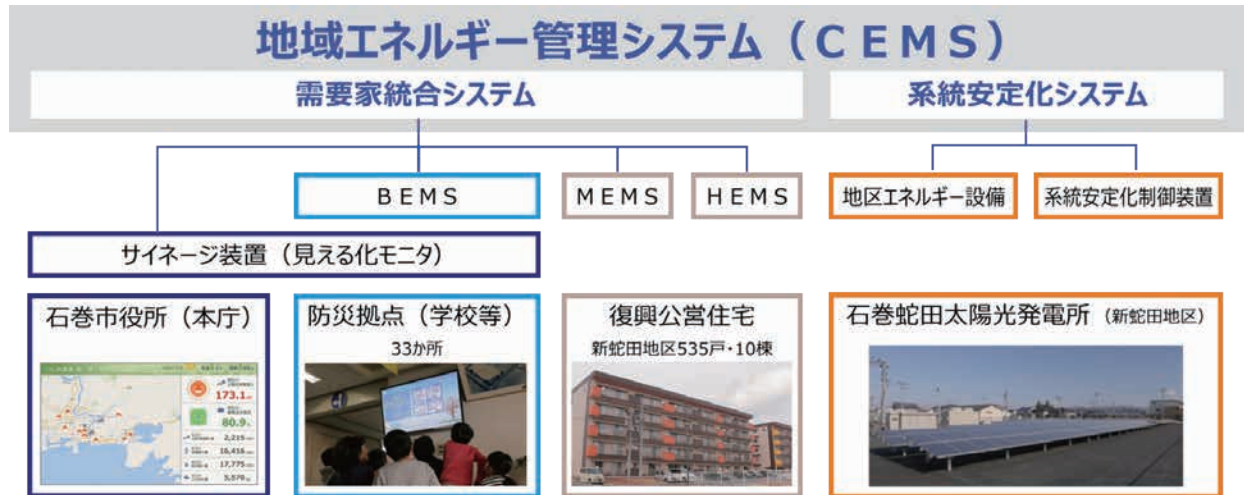 地域エネルギー管理システム（ＣＥＭＳ）
需要家統合システム
系統安定化システム
ＢＥＭＳ
ＭＥＭＳ
ＨＥＭＳ
地区エネルギー設備
系統安定化制御装置
サイネージ装置（見える化モニタ）
石巻市役所（本庁）
173.1
80.9
2,215
16,416
17,775
防災拠点（学校等）
33か所
復興公営住宅
新蛇田地区535戸・10棟
石巻蛇田太陽光発電所（新蛇田地区）